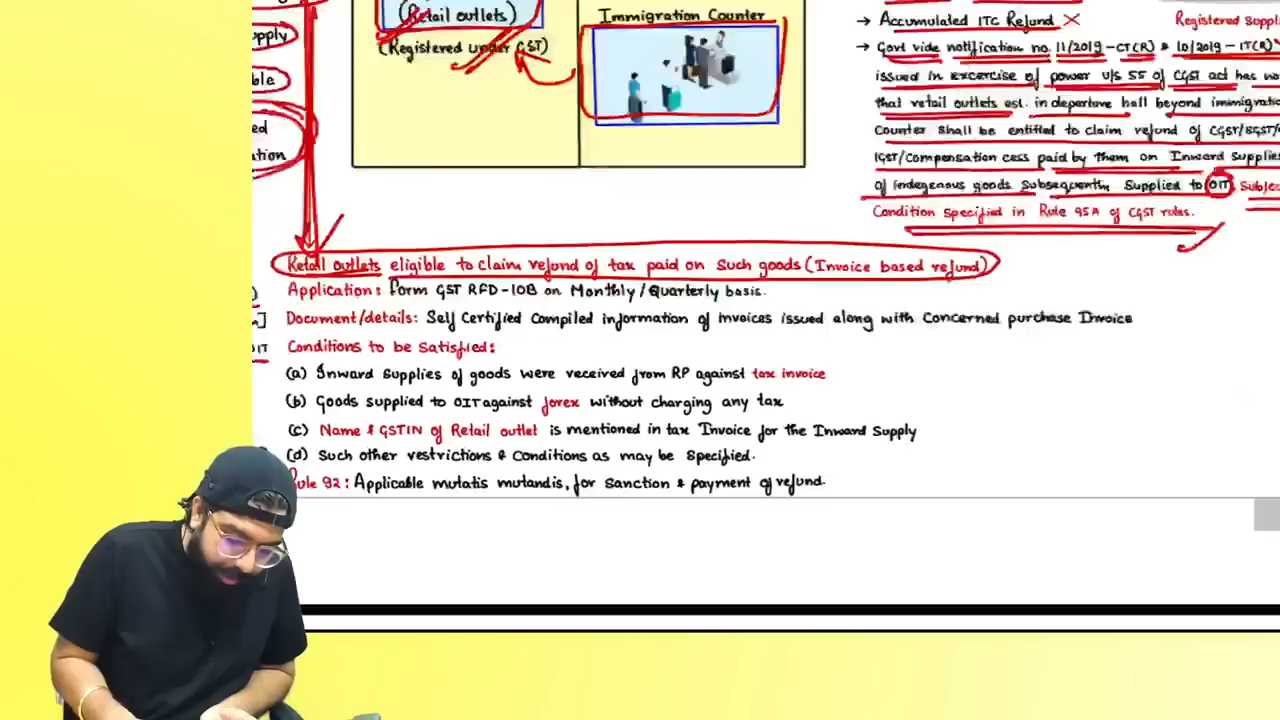 pply
ble
ed
ation
(Retail outlets)
(Registered under GST)
Immigration Counter
→ Accumulated ITC Refund ✗
Registered Suppl
→ Govt vide notification no. 11/2019-CT(R) & 10/2019-IT(R)
issued in excercise of power u/s 55 of CGST act has no
that retail outlets est. in departure hall beyond immigratio
Counter shall be entitled to claim refund of CGST/SGST/
IGST/Compensation cess paid by them on Inward Supplies
of indegenous goods Subsequentln Supplied to OIT Subje
Condition Specified in Rule 95A of CGST rules.
Retail outlets eligible to claim refund of tax paid on Such goods (Invoice based refund)
Application: Form GST RFD-10B on Monthly/Quarterly basis.
Document/details: Self Certified Compiled information of invoices issued along with Concerned purchase Invoice
OIT
Conditions to be Satisfied:
(a) Inward Supplies of goods were received from RP against tax invoice
(b) Goods supplied to OIT against forex without charging any tax
(c) Name & GSTIN of Retail outlet is mentioned in tax Invoice for the Inward Supply
(d) Such other restrictions & Conditions as may be Specified.
Rule 92: Applicable mutatis mutandis, for Sanction & payment of refund.